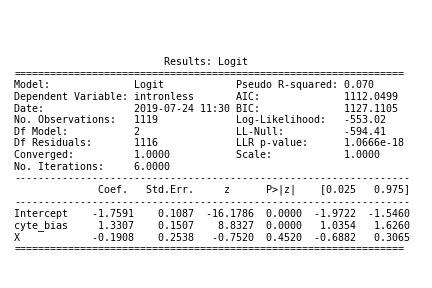 Results: Logit
=================================================================
Model:              Logit            Pseudo R-squared: 0.070
Dependent Variable: intronless       AIC:              1112.0499
Date:               2019-07-24 11:30 BIC:              1127.1105
No. Observations:   1119             Log-Likelihood:   -553.02
Df Model:           2                LL-Null:          -594.41
Df Residuals:       1116             LLR p-value:      1.0666e-18
Converged:          1.0000           Scale:            1.0000
No. Iterations:     6.0000
------------------------------------------------------------------
              Coef.   Std.Err.     z      P>|z|    [0.025   0.975]
------------------------------------------------------------------
Intercept    -1.7591    0.1087  -16.1786  0.0000  -1.9722  -1.5460
cyte_bias     1.3307    0.1507    8.8327  0.0000   1.0354   1.6260
X            -0.1908    0.2538   -0.7520  0.4520  -0.6882   0.3065
=================================================================